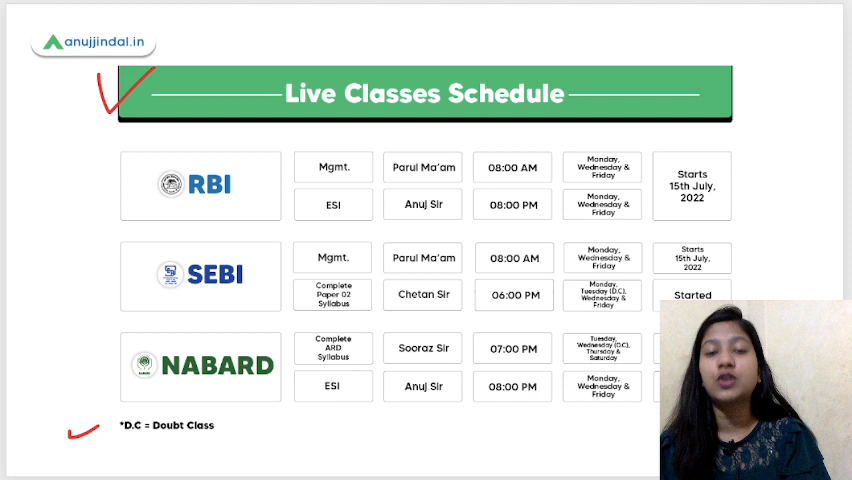 anujjindal.in
Live Classes Schedule
RBI
Mgmt.
Parul Ma'am
08:00 AM
Monday,
Wednesday &
Friday
Starts
15th July,
2022
ESI
Anuj Sir
08:00 PM
Monday,
Wednesday &
Friday
SEBI
Mgmt.
Parul Ma'am
08:00 AM
Monday,
Wednesday &
Friday
Starts
15th July,
2022
Complete
Paper 02
Syllabus
Chetan Sir
06:00 PM
Monday,
Tuesday (D.C),
Wednesday &
Friday
Started
NABARD
Complete
ARD
Syllabus
Sooraz Sir
07:00 PM
Tuesday,
Wednesday (D.C),
Thursday &
Saturday
ESI
Anuj Sir
08:00 PM
Monday,
Wednesday &
Friday
*D.C = Doubt Class